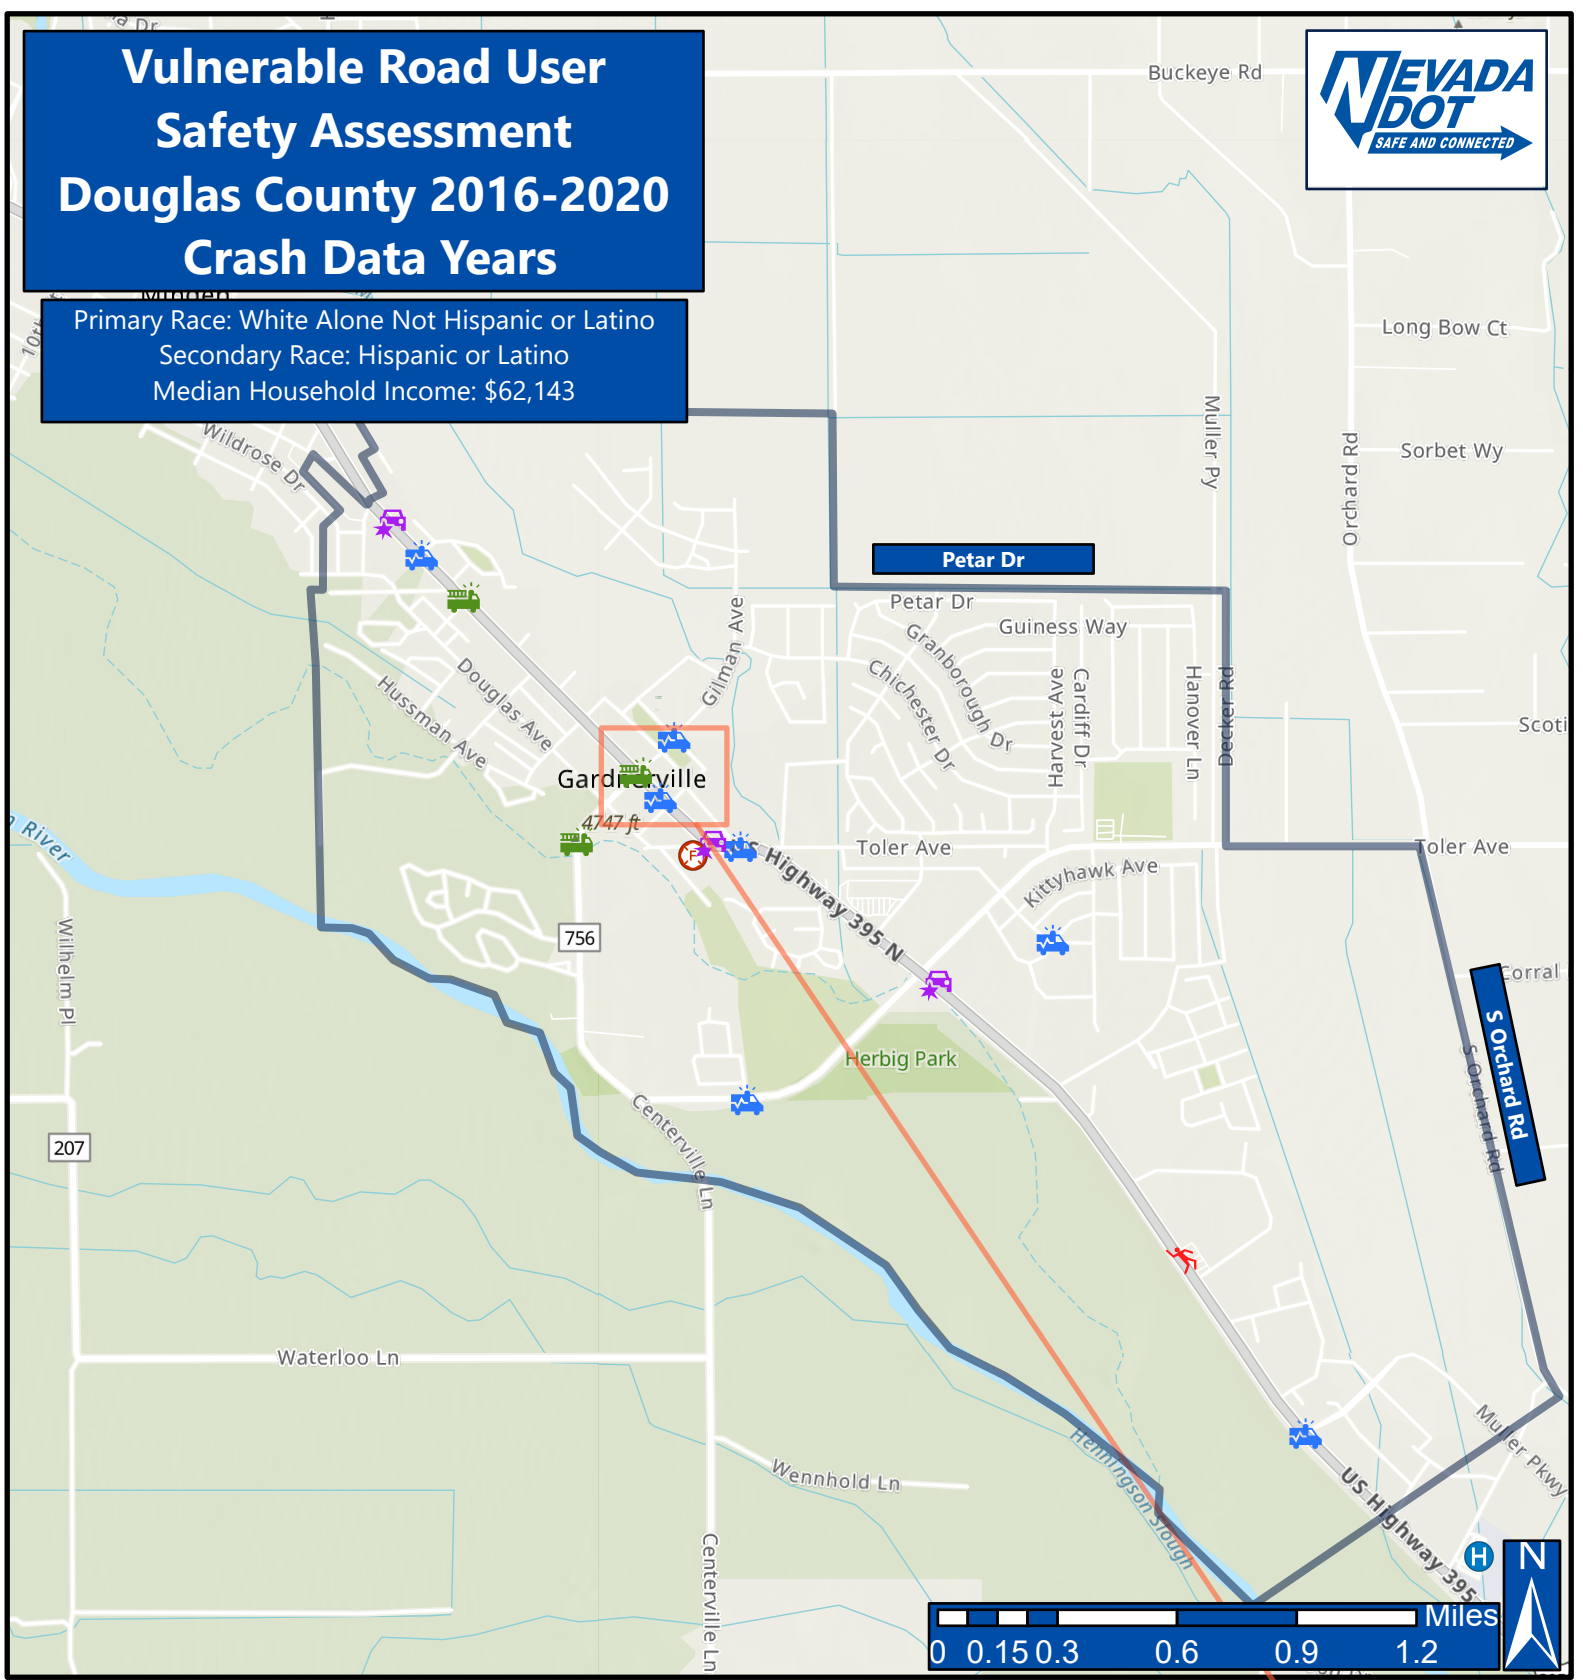 Vulnerable Road User
Safety Assessment
Douglas County 2016-2020
Crash Data Years
Primary Race: White Alone Not Hispanic or Latino
Secondary Race: Hispanic or Latino
Median Household Income: $62,143
NEVADA
DOT
SAFE AND CONNECTED
Buckeye Rd
Minden
Long Bow Ct
Muller Py
Orchard Rd
Sorbet Wy
Wildrose Dr
Petar Dr
Petar Dr
Guiness Way
Gilman Ave
Granborough Dr
Chichester Dr
Harvest Ave
Cardiff Dr
Hanover Ln
Decker Rd
Scoti
Douglas Ave
Hussman Ave
Gardnerville
4747 ft
F
River
US Highway 395 N
Toler Ave
Toler Ave
Kittyhawk Ave
756
Wilhelm Pl
Corral
S Orchard Rd
S Orchard Rd
Herbig Park
Centerville Ln
207
Waterloo Ln
Wennhold Ln
Henningson Slough
Muller Pkwy
US Highway 395
Centerville Ln
H
N
Miles
0 0.15 0.3 0.6 0.9 1.2